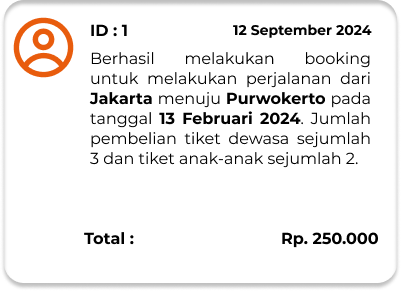 ID : 1 12 September 2024
Berhasil melakukan booking
untuk melakukan perjalanan dari
Jakarta menuju Purwokerto pada
tanggal 13 Februari 2024. Jumlah
pembelian tiket dewasa sejumlah
3 dan tiket anak-anak sejumlah 2.
Total : Rp. 250.000